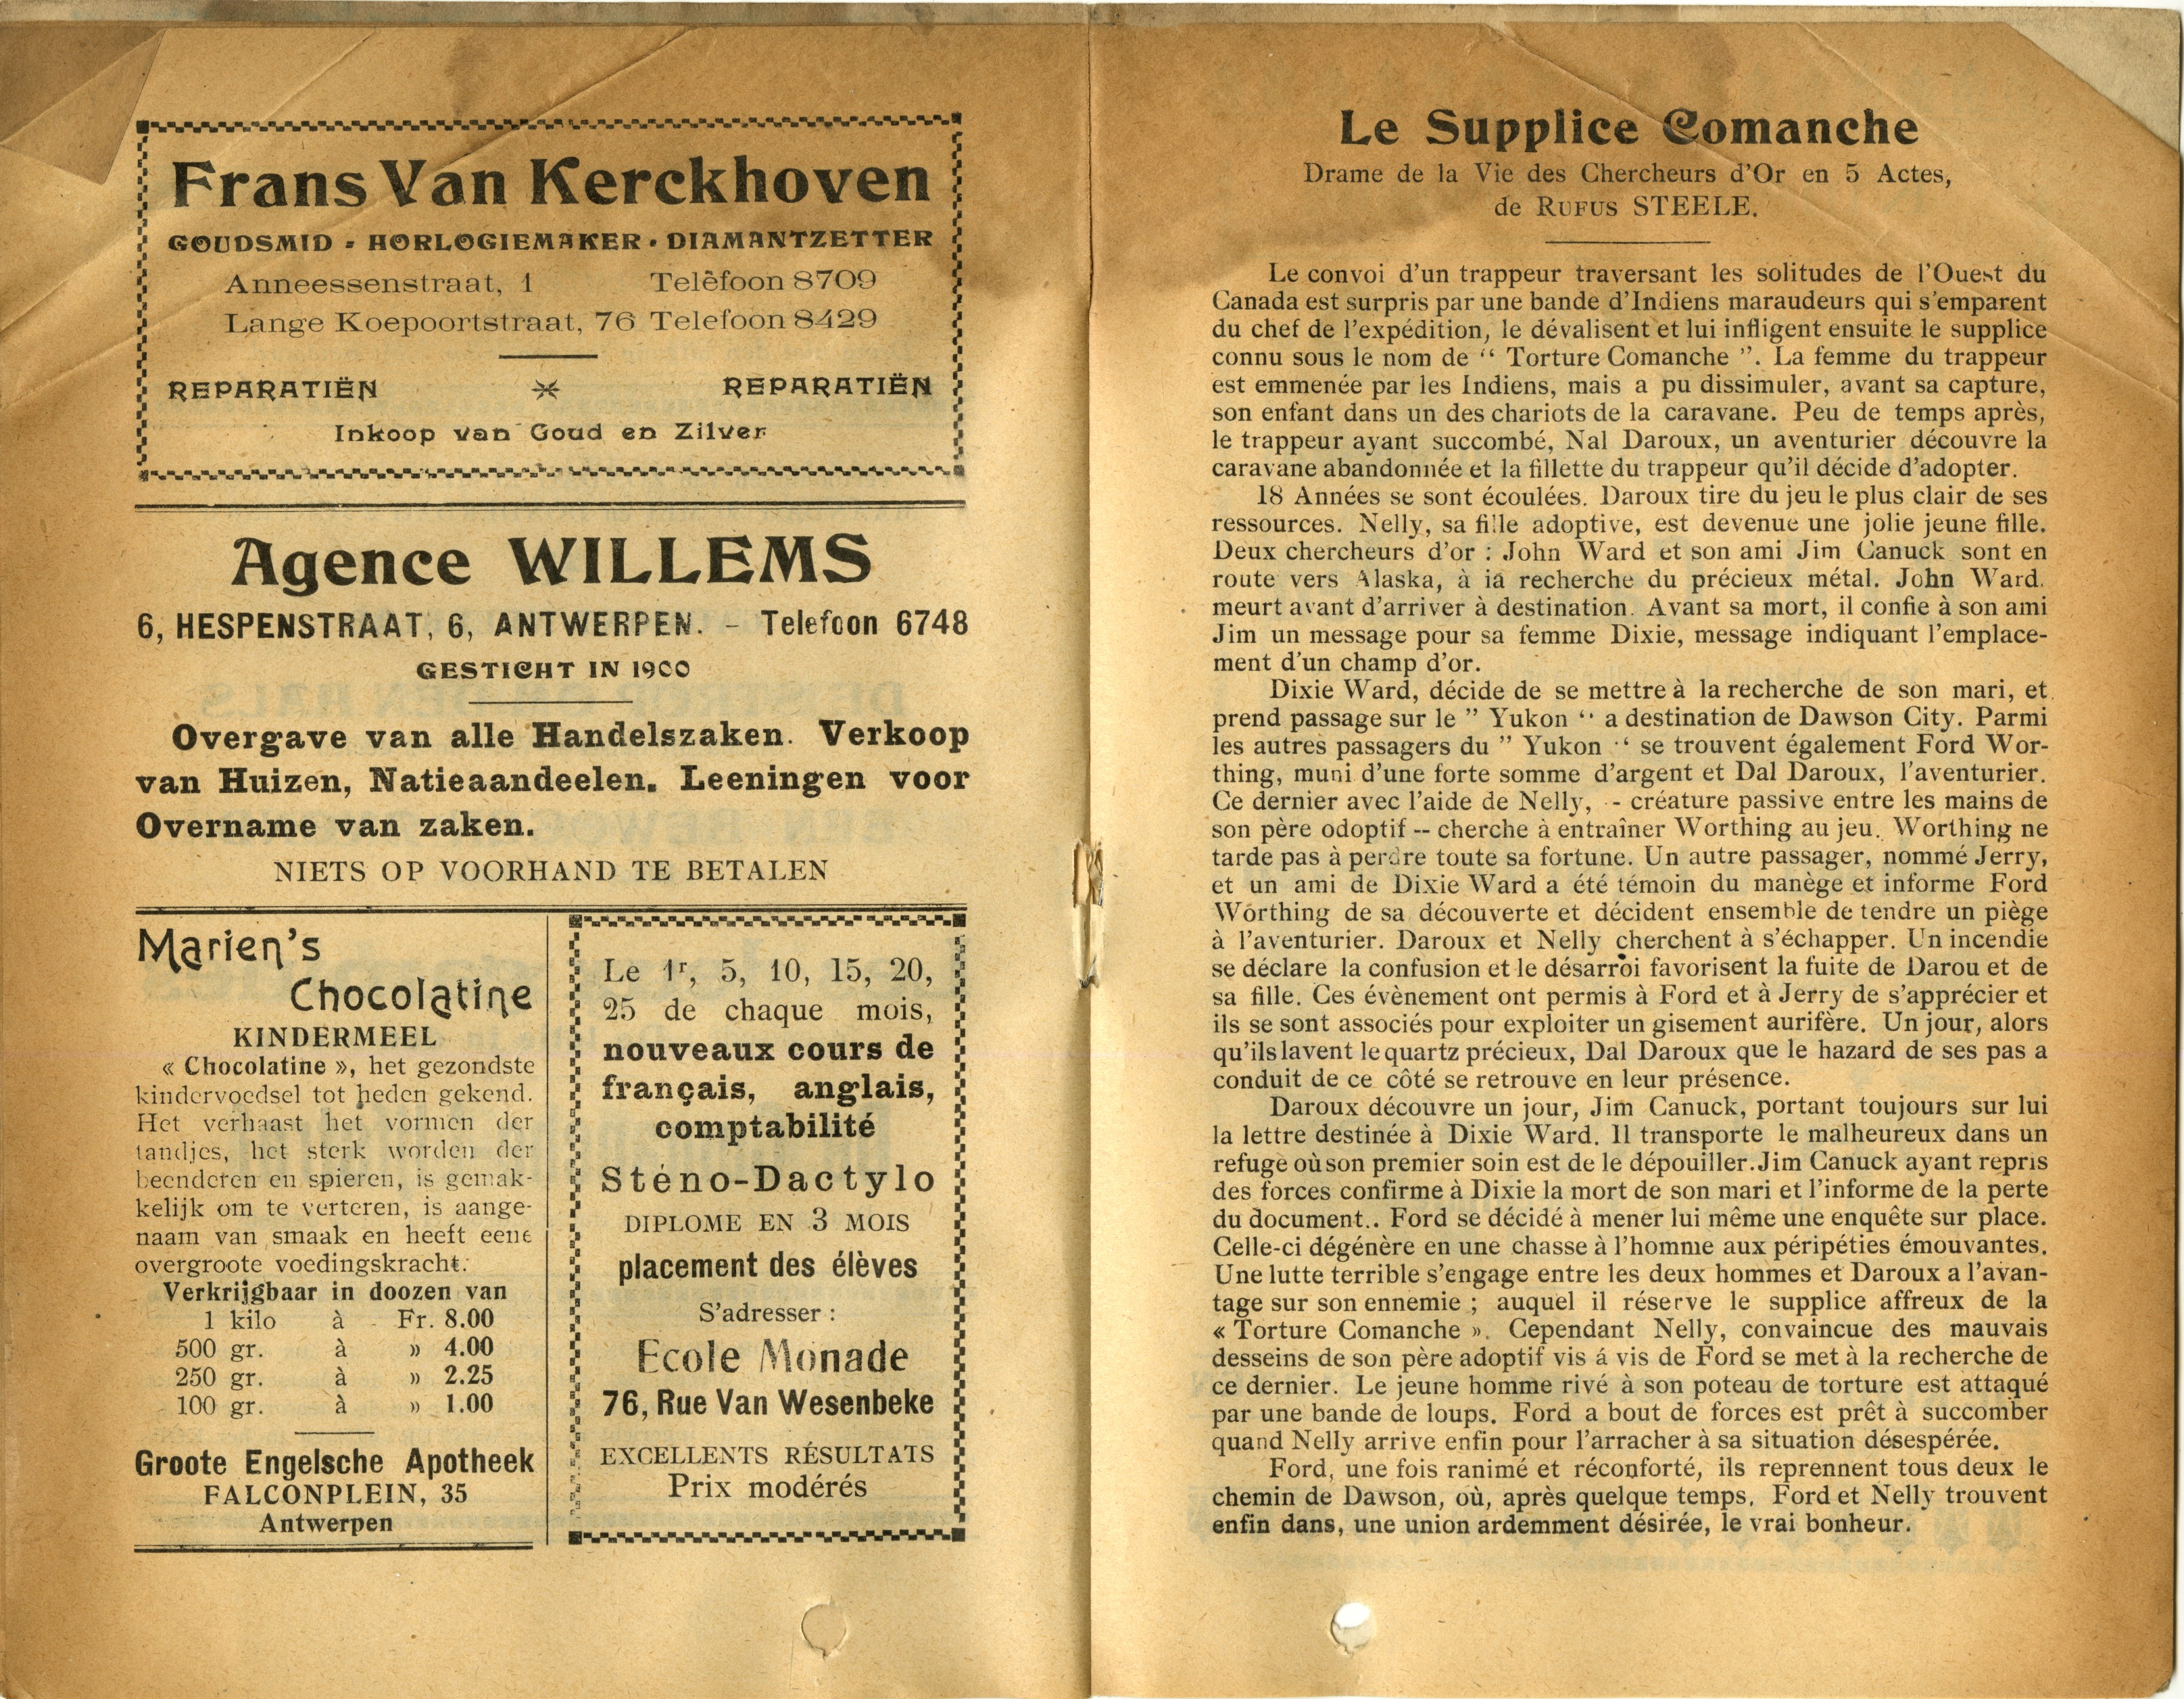 Frans Van Kerckhoven
GOUDSMID - HORLOGIEMAKER - DIAMANTZETTER
Anneessenstraat, 1 Telèfoon 8709
Lange Koepoortstraat, 76 Telefoon 8429
REPARATIËN REPARATIËN
Inkoop van Goud en Zilver
Agence WILLEMS
6, HESPENSTRAAT, 6, ANTWERPEN. - Telefoon 6748
GESTICHT IN 1900
Overgave van alle Handelszaken. Verkoop
van Huizen, Natieaandeelen. Leeningen voor
Overname van zaken.
NIETS OP VOORHAND TE BETALEN
Marien's
Chocolatine
KINDERMEEL
« Chocolatine », het gezondste
kindervoedsel tot heden gekend.
Het verhaast het vormen der
tandjes, het sterk worden der
beenderen en spieren, is gemak-
kelijk om te verteren, is aange-
naam van smaak en heeft eene
overgroote voedingskracht.
Verkrijgbaar in doozen van
1 kilo à Fr. 8.00
500 gr. à » 4.00
250 gr. à » 2.25
100 gr. à » 1.00
Groote Engelsche Apotheek
FALCONPLEIN, 35
Antwerpen
Le 1r, 5, 10, 15, 20,
25 de chaque mois,
nouveaux cours de
français, anglais,
comptabilité
Sténo-Dactylo
DIPLOME EN 3 MOIS
placement des élèves
S'adresser :
Ecole Monade
76, Rue Van Wesenbeke
EXCELLENTS RÉSULTATS
Prix modérés
Le Supplice Comanche
Drame de la Vie des Chercheurs d'Or en 5 Actes,
de RUFUS STEELE.
Le convoi d'un trappeur traversant les solitudes de l'Ouest du
Canada est surpris par une bande d'Indiens maraudeurs qui s'emparent
du chef de l'expédition, le dévalisent et lui infligent ensuite le supplice
connu sous le nom de “ Torture Comanche ”. La femme du trappeur
est emmenée par les Indiens, mais a pu dissimuler, avant sa capture,
son enfant dans un des chariots de la caravane. Peu de temps après,
le trappeur ayant succombé, Nal Daroux, un aventurier découvre la
caravane abandonnée et la fillette du trappeur qu'il décide d'adopter.
18 Années se sont écoulées. Daroux tire du jeu le plus clair de ses
ressources. Nelly, sa fille adoptive, est devenue une jolie jeune fille.
Deux chercheurs d'or : John Ward et son ami Jim Canuck sont en
route vers Alaska, à ia recherche du précieux métal. John Ward.
meurt avant d'arriver à destination. Avant sa mort, il confie à son ami
Jim un message pour sa femme Dixie, message indiquant l'emplace-
ment d'un champ d'or.
Dixie Ward, décide de se mettre à la recherche de son mari, et
prend passage sur le ” Yukon “ a destination de Dawson City. Parmi
les autres passagers du ” Yukon “ se trouvent également Ford Wor-
thing, muni d'une forte somme d'argent et Dal Daroux, l'aventurier.
Ce dernier avec l'aide de Nelly, -- créature passive entre les mains de
son père odoptif -- cherche à entraîner Worthing au jeu. Worthing ne
tarde pas à perdre toute sa fortune. Un autre passager, nommé Jerry,
et un ami de Dixie Ward a été témoin du manège et informe Ford
Worthing de sa découverte et décident ensemble de tendre un piège
à l'aventurier. Daroux et Nelly cherchent à s'échapper. Un incendie
se déclare la confusion et le désarroi favorisent la fuite de Darou et de
sa fille. Ces évènement ont permis à Ford et à Jerry de s'apprécier et
ils se sont associés pour exploiter un gisement aurifère. Un jour, alors
qu'ils lavent le quartz précieux, Dal Daroux que le hazard de ses pas a
conduit de ce côté se retrouve en leur présence.
Daroux découvre un jour, Jim Canuck, portant toujours sur lui
la lettre destinée à Dixie Ward. Il transporte le malheureux dans un
refuge où son premier soin est de le dépouiller. Jim Canuck ayant repris
des forces confirme à Dixie la mort de son mari et l'informe de la perte
du document.. Ford se décidé à mener lui même une enquête sur place.
Celle-ci dégénère en une chasse à l'homme aux péripéties émouvantes.
Une lutte terrible s'engage entre les deux hommes et Daroux a l'avan-
tage sur son ennemie ; auquel il réserve le supplice affreux de la
« Torture Comanche ». Cependant Nelly, convaincue des mauvais
desseins de son père adoptif vis á vis de Ford se met à la recherche de
ce dernier. Le jeune homme rivé à son poteau de torture est attaqué
par une bande de loups. Ford a bout de forces est prêt à succomber
quand Nelly arrive enfin pour l'arracher à sa situation désespérée.
Ford, une fois ranimé et réconforté, ils reprennent tous deux le
chemin de Dawson, où, après quelque temps, Ford et Nelly trouvent
enfin dans, une union ardemment désirée, le vrai bonheur.